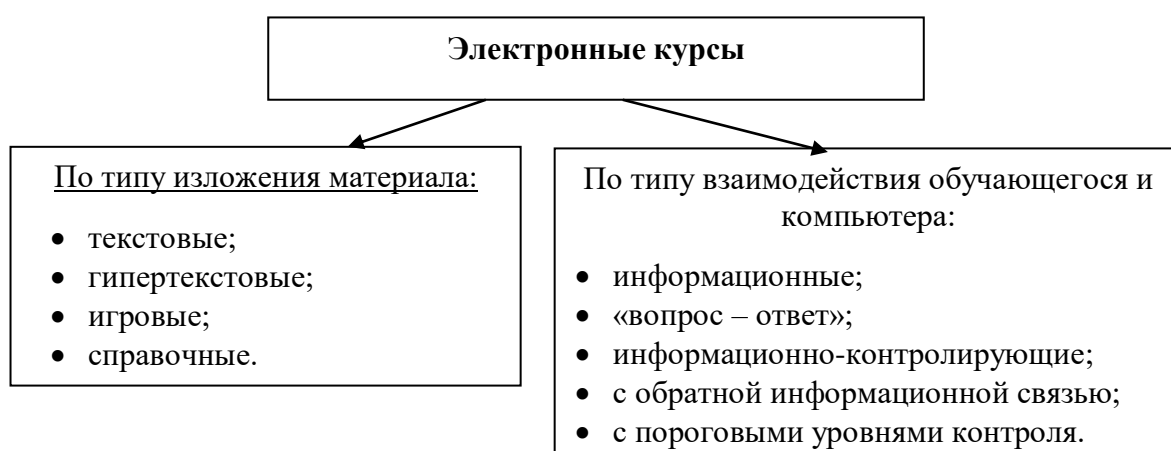 Электронные курсы
По типу изложения материала:
• текстовые;
• гипертекстовые;
• игровые;
• справочные.
По типу взаимодействия обучающегося и
компьютера:
• информационные;
• «вопрос – ответ»;
• информационно-контролирующие;
• с обратной информационной связью;
• с пороговыми уровнями контроля.